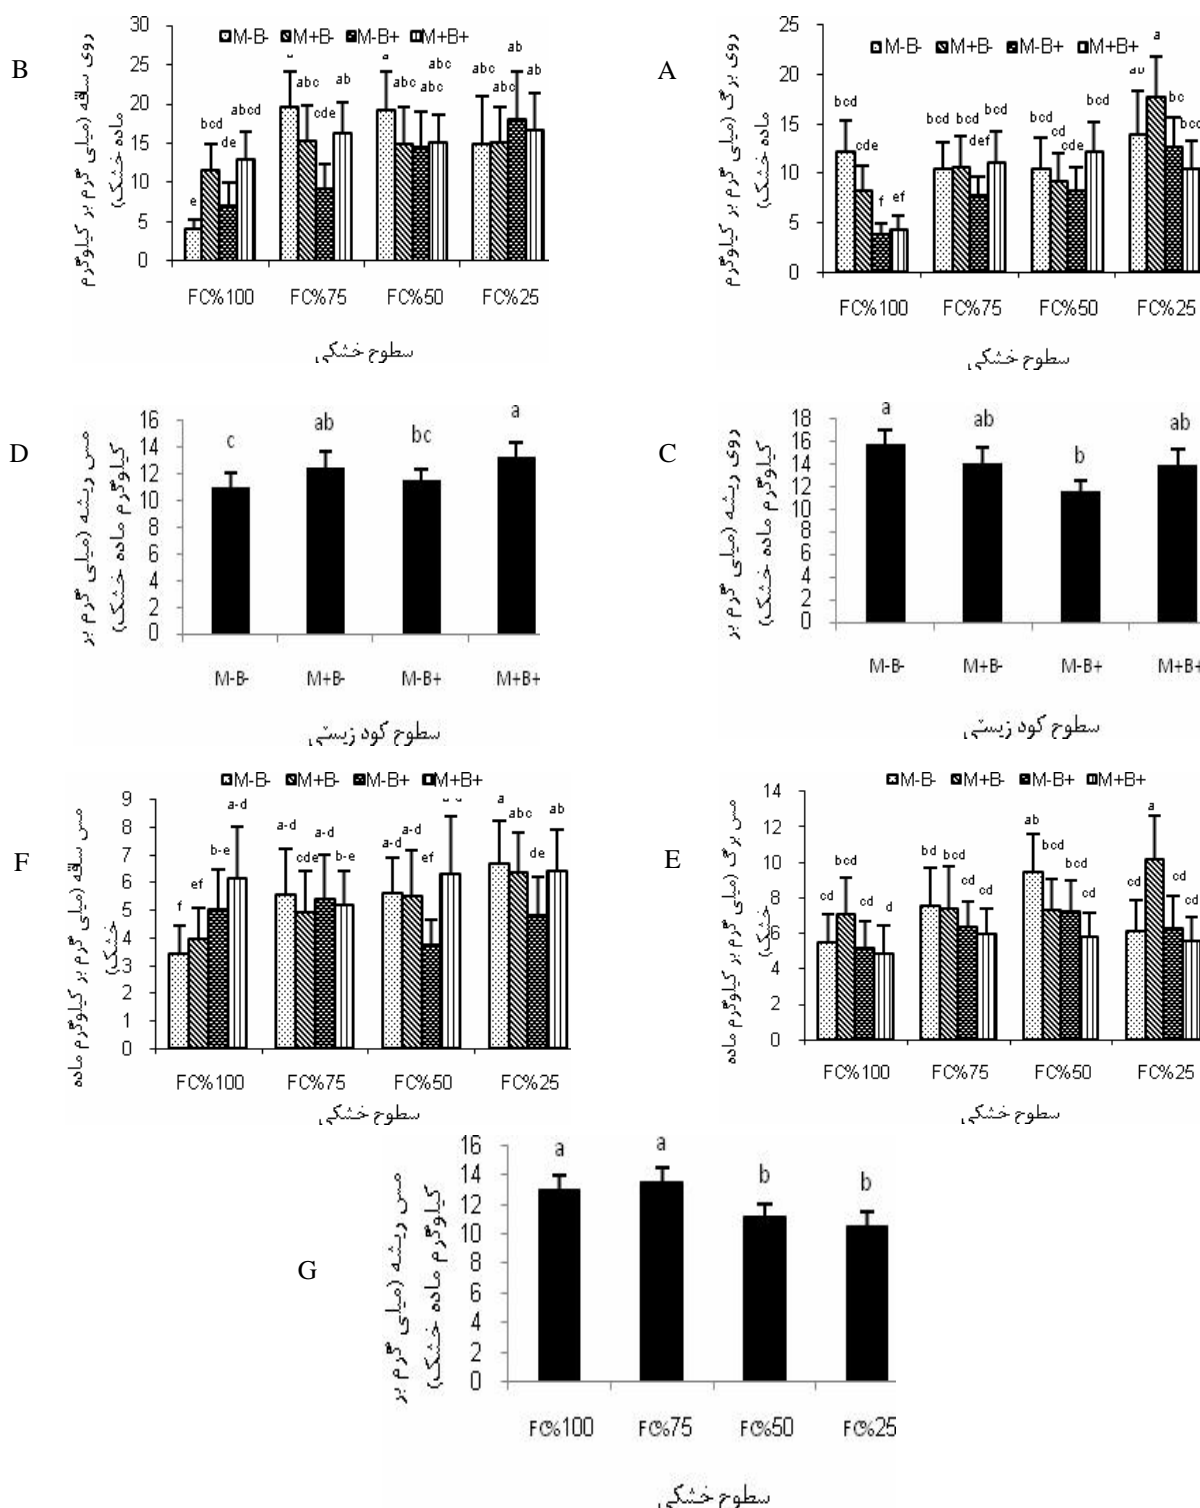 B
روی ساقه (میلی گرم بر کیلوگرم
ماده خشک)
30
25
20
15
10
5
0
M-B- M+B- M-B+ M+B+
e bcd de abcd
abc cde ab
a abc abc abc
abc abc ab ab
FC%100 FC%75 FC%50 FC%25
سطوح خشکی
A
روی برگ (میلی گرم بر کیلوگرم
ماده خشک)
25
20
15
10
5
0
M-B- M+B- M-B+ M+B+
bcd cde f ef
bcd bcd def bcd
bcd cd cde bcd
ab a bc bcd
FC%100 FC%75 FC%50 FC%25
سطوح خشکی
D
مس ریشه (میلی گرم بر
کیلوگرم ماده خشک)
16
14
12
10
8
6
4
2
0
c ab bc a
M-B- M+B- M-B+ M+B+
سطوح کود زیستی
C
روی ریشه (میلی گرم بر
کیلوگرم ماده خشک)
18
16
14
12
10
8
6
4
2
0
a ab b ab
M-B- M+B- M-B+ M+B+
سطوح کود زیستی
F
مس ساقه (میلی گرم بر کیلوگرم ماده
خشک)
9
8
7
6
5
4
3
2
1
0
M-B- M+B- M-B+ M+B+
f ef b-e a-d
a-d cde a-d b-e
a-d a-d ef
a abc de ab
FC%100 FC%75 FC%50 FC%25
سطوح خشکی
E
مس برگ (میلی گرم بر کیلوگرم ماده
خشک)
14
12
10
8
6
4
2
0
M-B- M+B- M-B+ M+B+
cd bcd cd d
bd bcd cd cd
ab bcd bcd cd
cd a cd cd
FC%100 FC%75 FC%50 FC%25
سطوح خشکی
G
مس ریشه (میلی گرم بر
کیلوگرم ماده خشک)
16
14
12
10
8
6
4
2
0
a a b b
FC%100 FC%75 FC%50 FC%25
سطوح خشکی